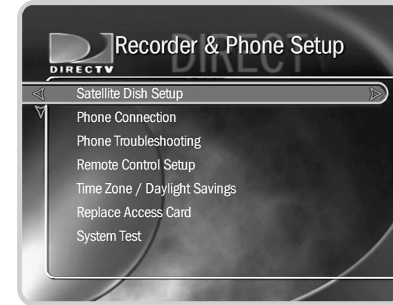 DIRECTV
Recorder & Phone Setup
DIRECT
Satellite Dish Setup
Phone Connection
Phone Troubleshooting
Remote Control Setup
Time Zone / Daylight Savings
Replace Access Card
System Test